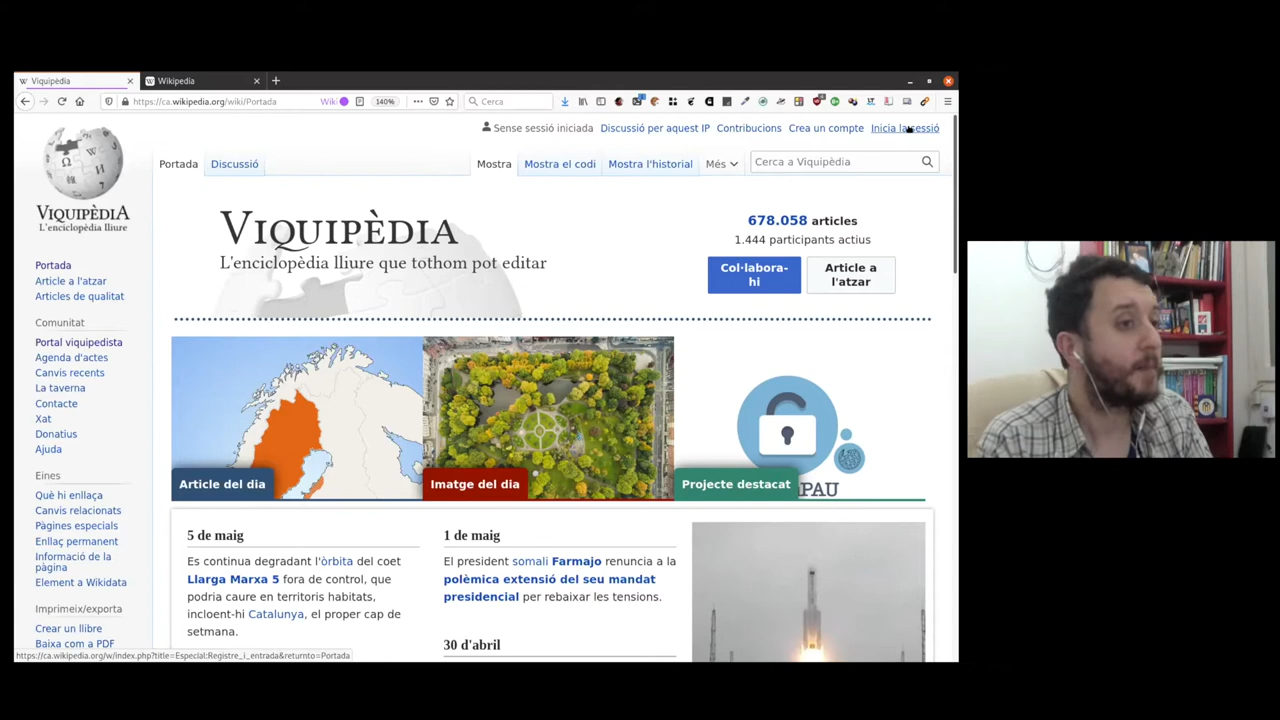 Viquipèdia
Wikipedia
https://ca.wikipedia.org/wiki/Portada
Wiki
140%
Cerca
Sense sessió iniciada
Discussió per aquest IP
Contribucions
Crea un compte
Inicia la sessió
Portada
Discussió
Mostra
Mostra el codi
Mostra l'historial
Més
Cerca a Viquipèdia
VIQUIPÈDIA
L'enciclopèdia lliure
Portada
Article a l'atzar
Articles de qualitat
Comunitat
Portal viquipedista
Agenda d'actes
Canvis recents
La taverna
Contacte
Xat
Donatius
Ajuda
Eines
Què hi enllaça
Canvis relacionats
Pàgines especials
Enllaç permanent
Informació de la
pàgina
Element a Wikidata
Imprimeix/exporta
Crear un llibre
Baixa com a PDF
VIQUIPÈDIA
L'enciclopèdia lliure que tothom pot editar
678.058 articles
1.444 participants actius
Col·labora-
hi
Article a
l'atzar
Article del dia
Imatge del dia
Projecte destacat
PAU
5 de maig
Es continua degradant l'òrbita del coet
Llarga Marxa 5 fora de control, que
podria caure en territoris habitats,
incloent-hi Catalunya, el proper cap de
setmana.
1 de maig
El president somali Farmajo renuncia a la
polèmica extensió del seu mandat
presidencial per rebaixar les tensions.
30 d'abril
https://ca.wikipedia.org/w/index.php?title=Especial:Registre_i_entrada&returnto=Portada